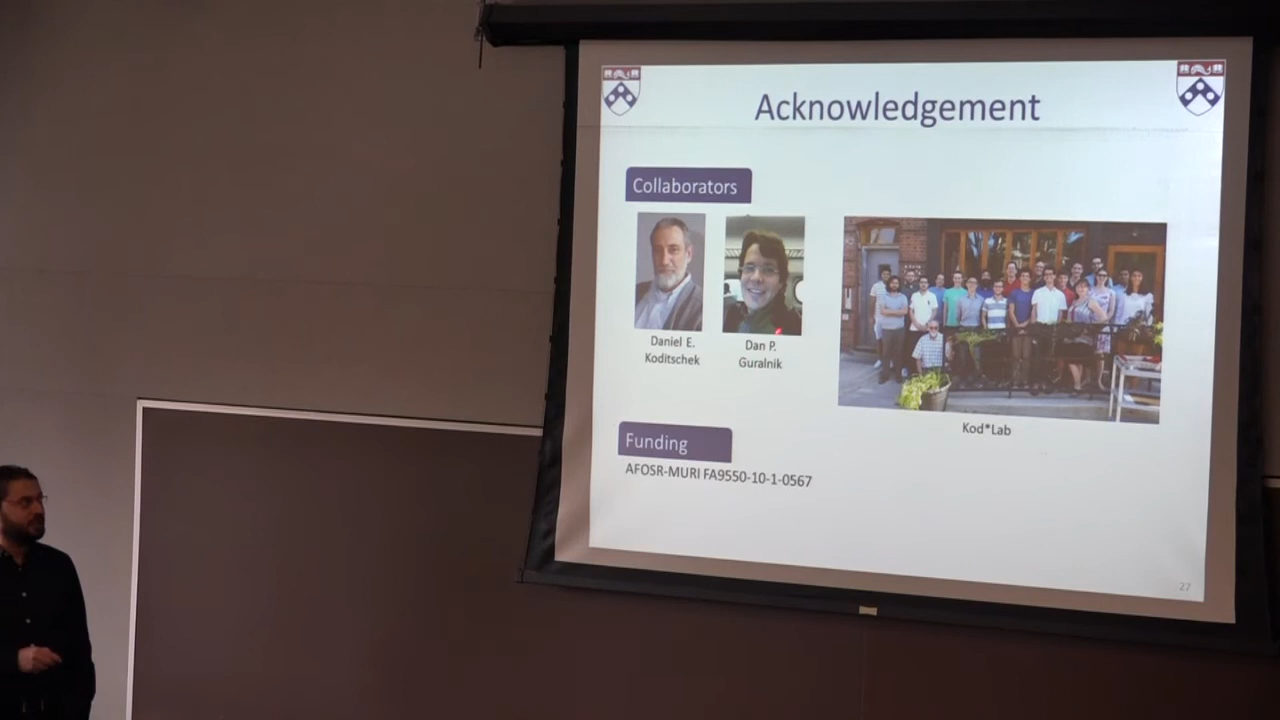 Acknowledgement
Collaborators
Daniel E.
Koditschek
Dan P.
Guralnik
Kod*Lab
Funding
AFOSR-MURI FA9550-10-1-0567
27